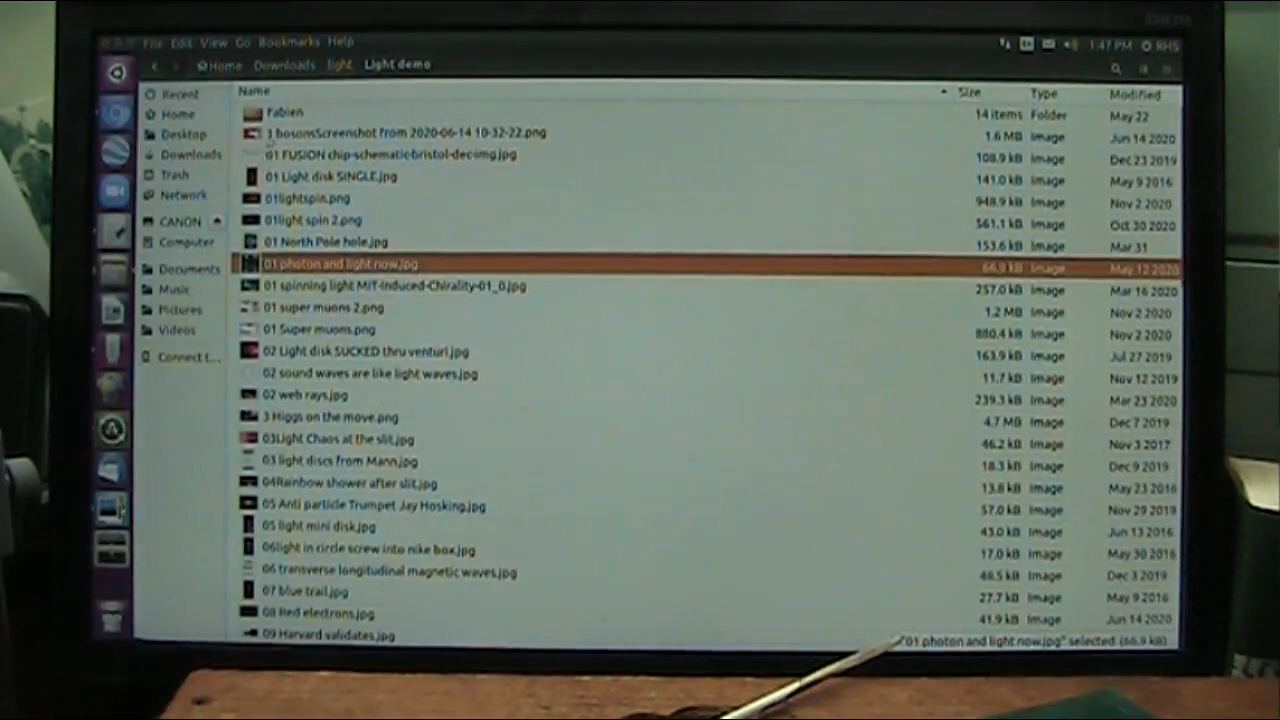 File Edit View Go Bookmarks Help
1:47 PM RHS
Home Downloads light Light demo
Name Size Type Modified
Recent
Home
Desktop
Downloads
Trash
Network
CANON
Computer
Documents
Music
Pictures
Videos
Connect t...
Fabien 14 items Folder May 22
1 bosonsScreenshot from 2020-06-14 10-32-22.png 1.6 MB Image Jun 14 2020
01 FUSION chip-schematic-bristol-dec-img.jpg 108.9 kB Image Dec 23 2019
01 Light disk SINGLE.jpg 141.0 kB Image May 9 2016
01lightspin.png 948.9 kB Image Nov 2 2020
01light spin 2.png 561.1 kB Image Oct 30 2020
01 North Pole hole.jpg 153.6 kB Image Mar 31
01 photon and light now.jpg 66.9 kB Image May 12 2020
01 spinning light MIT-Induced-Chirality-01_0.jpg 257.0 kB Image Mar 16 2020
01 super muons 2.png 1.2 MB Image Nov 2 2020
01 Super muons.png 880.4 kB Image Nov 2 2020
02 Light disk SUCKED thru venturi.jpg 163.9 kB Image Jul 27 2019
02 sound waves are like light waves.jpg 11.7 kB Image Nov 12 2019
02 web rays.jpg 239.3 kB Image Mar 23 2020
3 Higgs on the move.png 4.7 MB Image Dec 7 2019
03Light Chaos at the slit.jpg 46.2 kB Image Nov 3 2017
03 light discs from Mann.jpg 18.3 kB Image Dec 9 2019
04Rainbow shower after slit.jpg 13.8 kB Image May 23 2016
05 Anti particle Trumpet Jay Hosking.jpg 57.0 kB Image Nov 29 2019
05 light mini disk.jpg 43.0 kB Image Jun 13 2016
06light in circle screw into nike box.jpg 17.0 kB Image May 30 2016
06 transverse longitudinal magnetic waves.jpg 48.5 kB Image Dec 3 2019
07 blue trail.jpg 27.7 kB Image May 9 2016
08 Red electrons.jpg 41.9 kB Image Jun 14 2020
09 Harvard validates.jpg
"01 photon and light now.jpg" selected (66.9 kB)